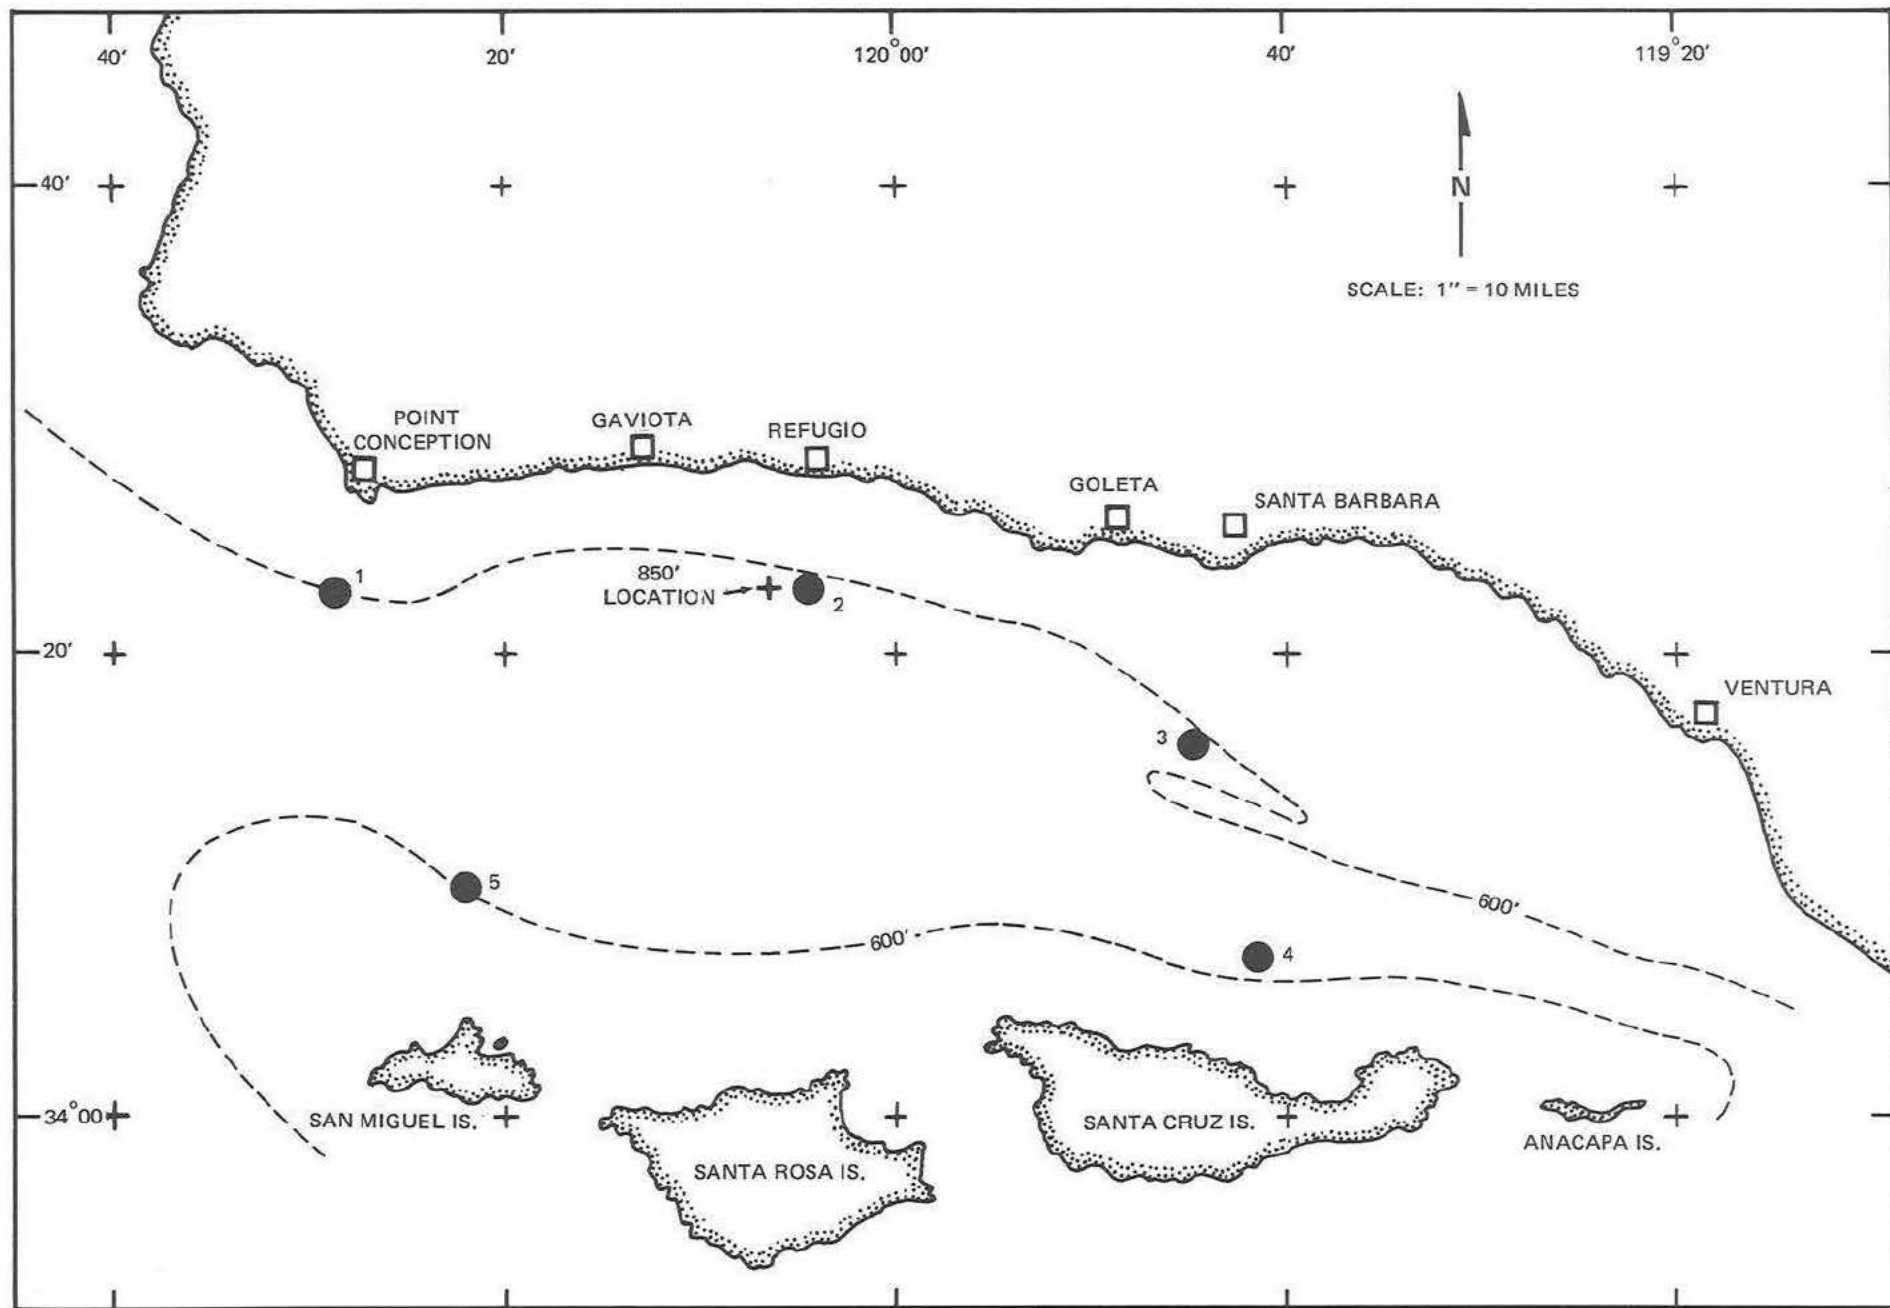 40'
20'
120°00'
40'
119°20'
40'
N
SCALE: 1" = 10 MILES
POINT
CONCEPTION
GAVIOTA
REFUGIO
GOLETA
SANTA BARBARA
1
850'
LOCATION
2
20'
VENTURA
3
5
600'
600'
4
34°00
SAN MIGUEL IS.
SANTA CRUZ IS.
ANACAPA IS.
SANTA ROSA IS.